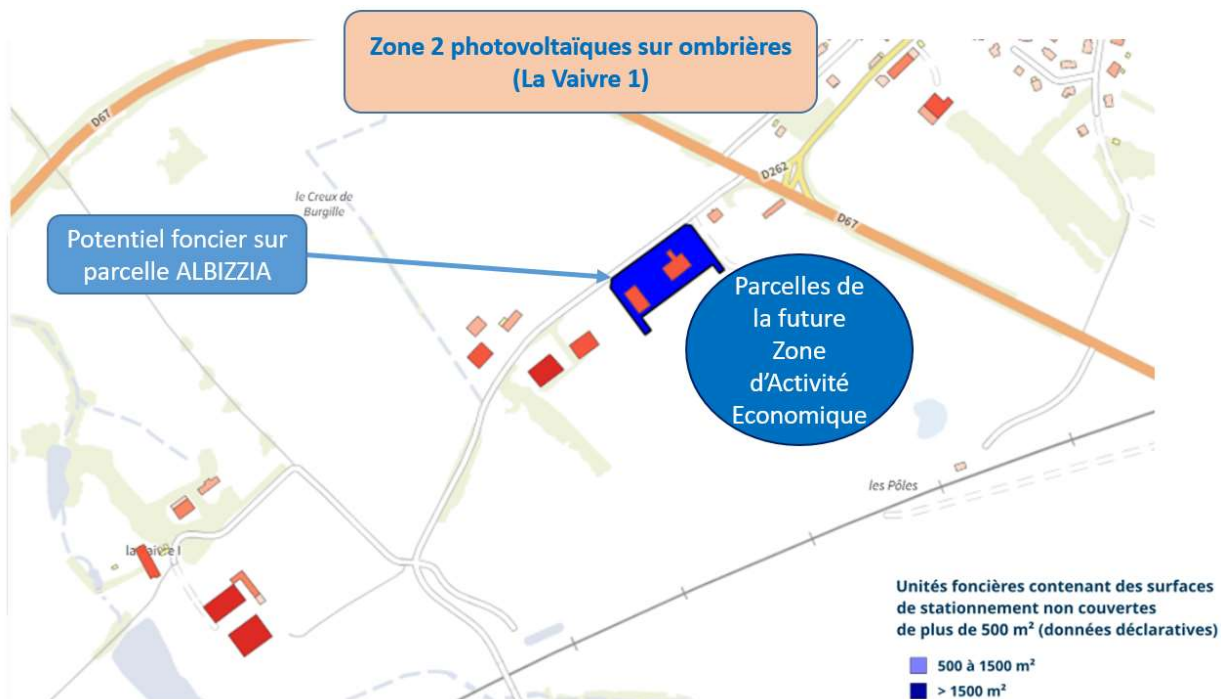 Zone 2 photovoltaïques sur ombrières
(La Vaivre 1)
D67
D262
le Creux de
Burgille
D67
Potentiel foncier sur
parcelle ALBIZZIA
Parcelles de
la future
Zone
d'Activité
Economique
les Pôles
la Vaivre I
Unités foncières contenant des surfaces
de stationnement non couvertes
de plus de 500 m² (données déclaratives)
500 à 1500 m²
> 1500 m²